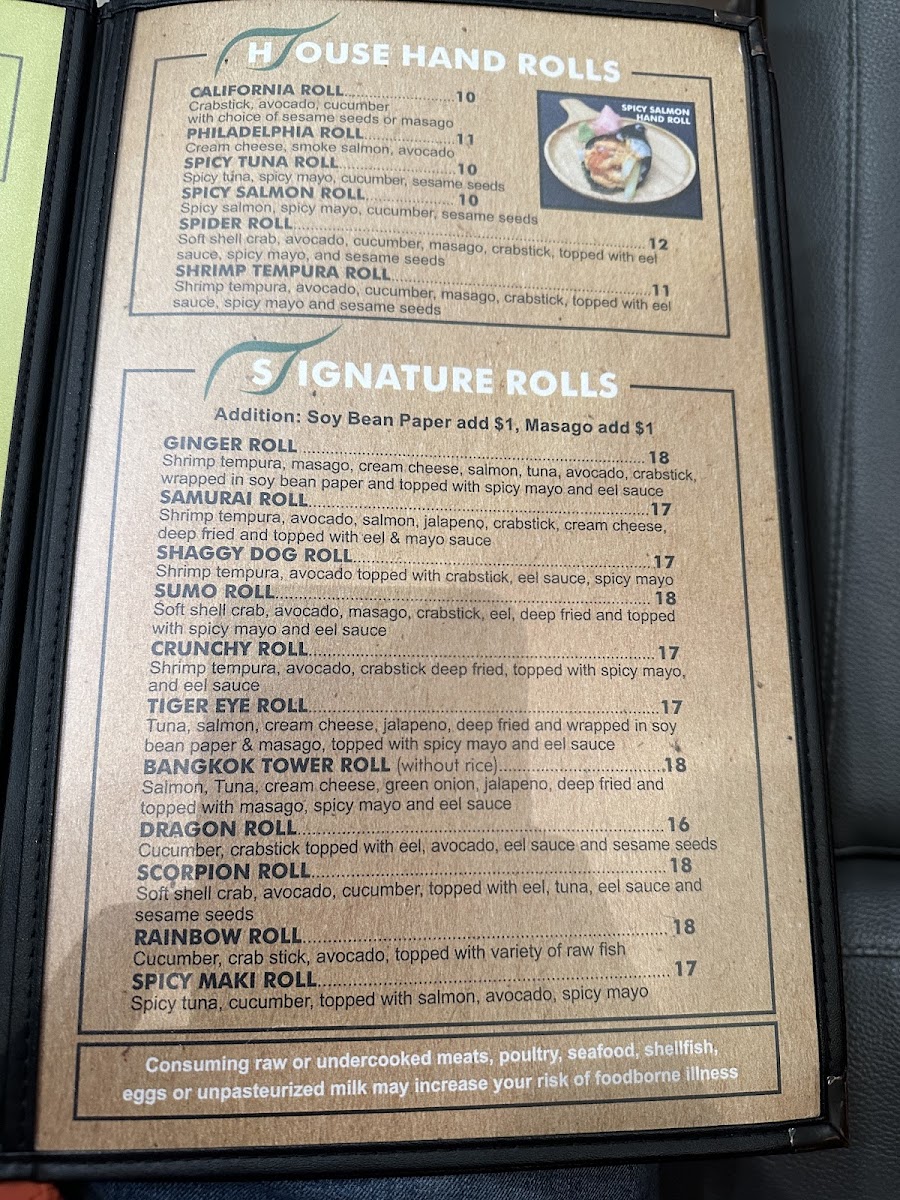 HOUSE HAND ROLLS
CALIFORNIA ROLL..........10
Crabstick, avocado, cucumber
with choice of sesame seeds or masago
PHILADELPHIA ROLL..........11
Cream cheese, smoke salmon, avocado
SPICY TUNA ROLL..........10
Spicy tuna, spicy mayo, cucumber, sesame seeds
SPICY SALMON ROLL..........10
Spicy salmon, spicy mayo, cucumber, sesame seeds
SPICY SALMON
HAND ROLL
SPIDER ROLL..........12
Soft shell crab, avocado, cucumber, masago, crabstick, topped with eel
sauce, spicy mayo, and sesame seeds
SHRIMP TEMPURA ROLL..........11
Shrimp tempura, avocado, cucumber, masago, crabstick, topped with eel
sauce, spicy mayo and sesame seeds
SIGNATURE ROLLS
Addition: Soy Bean Paper add $1, Masago add $1
GINGER ROLL..........18
Shrimp tempura, masago, cream cheese, salmon, tuna, avocado, crabstick,
wrapped in soy bean paper and topped with spicy mayo and eel sauce
SAMURAI ROLL..........17
Shrimp tempura, avocado, salmon, jalapeno, crabstick, cream cheese,
deep fried and topped with eel & mayo sauce
SHAGGY DOG ROLL..........17
Shrimp tempura, avocado topped with crabstick, eel sauce, spicy mayo
SUMO ROLL..........18
Soft shell crab, avocado, masago, crabstick, eel, deep fried and topped
with spicy mayo and eel sauce
CRUNCHY ROLL..........17
Shrimp tempura, avocado, crabstick deep fried, topped with spicy mayo,
and eel sauce
TIGER EYE ROLL..........17
Tuna, salmon, cream cheese, jalapeno, deep fried and wrapped in soy
bean paper & masago, topped with spicy mayo and eel sauce
BANGKOK TOWER ROLL (without rice)..........18
Salmon, Tuna, cream cheese, green onion, jalapeno, deep fried and
topped with masago, spicy mayo and eel sauce
DRAGON ROLL..........16
Cucumber, crabstick topped with eel, avocado, eel sauce and sesame seeds
SCORPION ROLL..........18
Soft shell crab, avocado, cucumber, topped with eel, tuna, eel sauce and
sesame seeds
RAINBOW ROLL..........18
Cucumber, crab stick, avocado, topped with variety of raw fish
SPICY MAKI ROLL..........17
Spicy tuna, cucumber, topped with salmon, avocado, spicy mayo
Consuming raw or undercooked meats, poultry, seafood, shellfish,
eggs or unpasteurized milk may increase your risk of foodborne illness